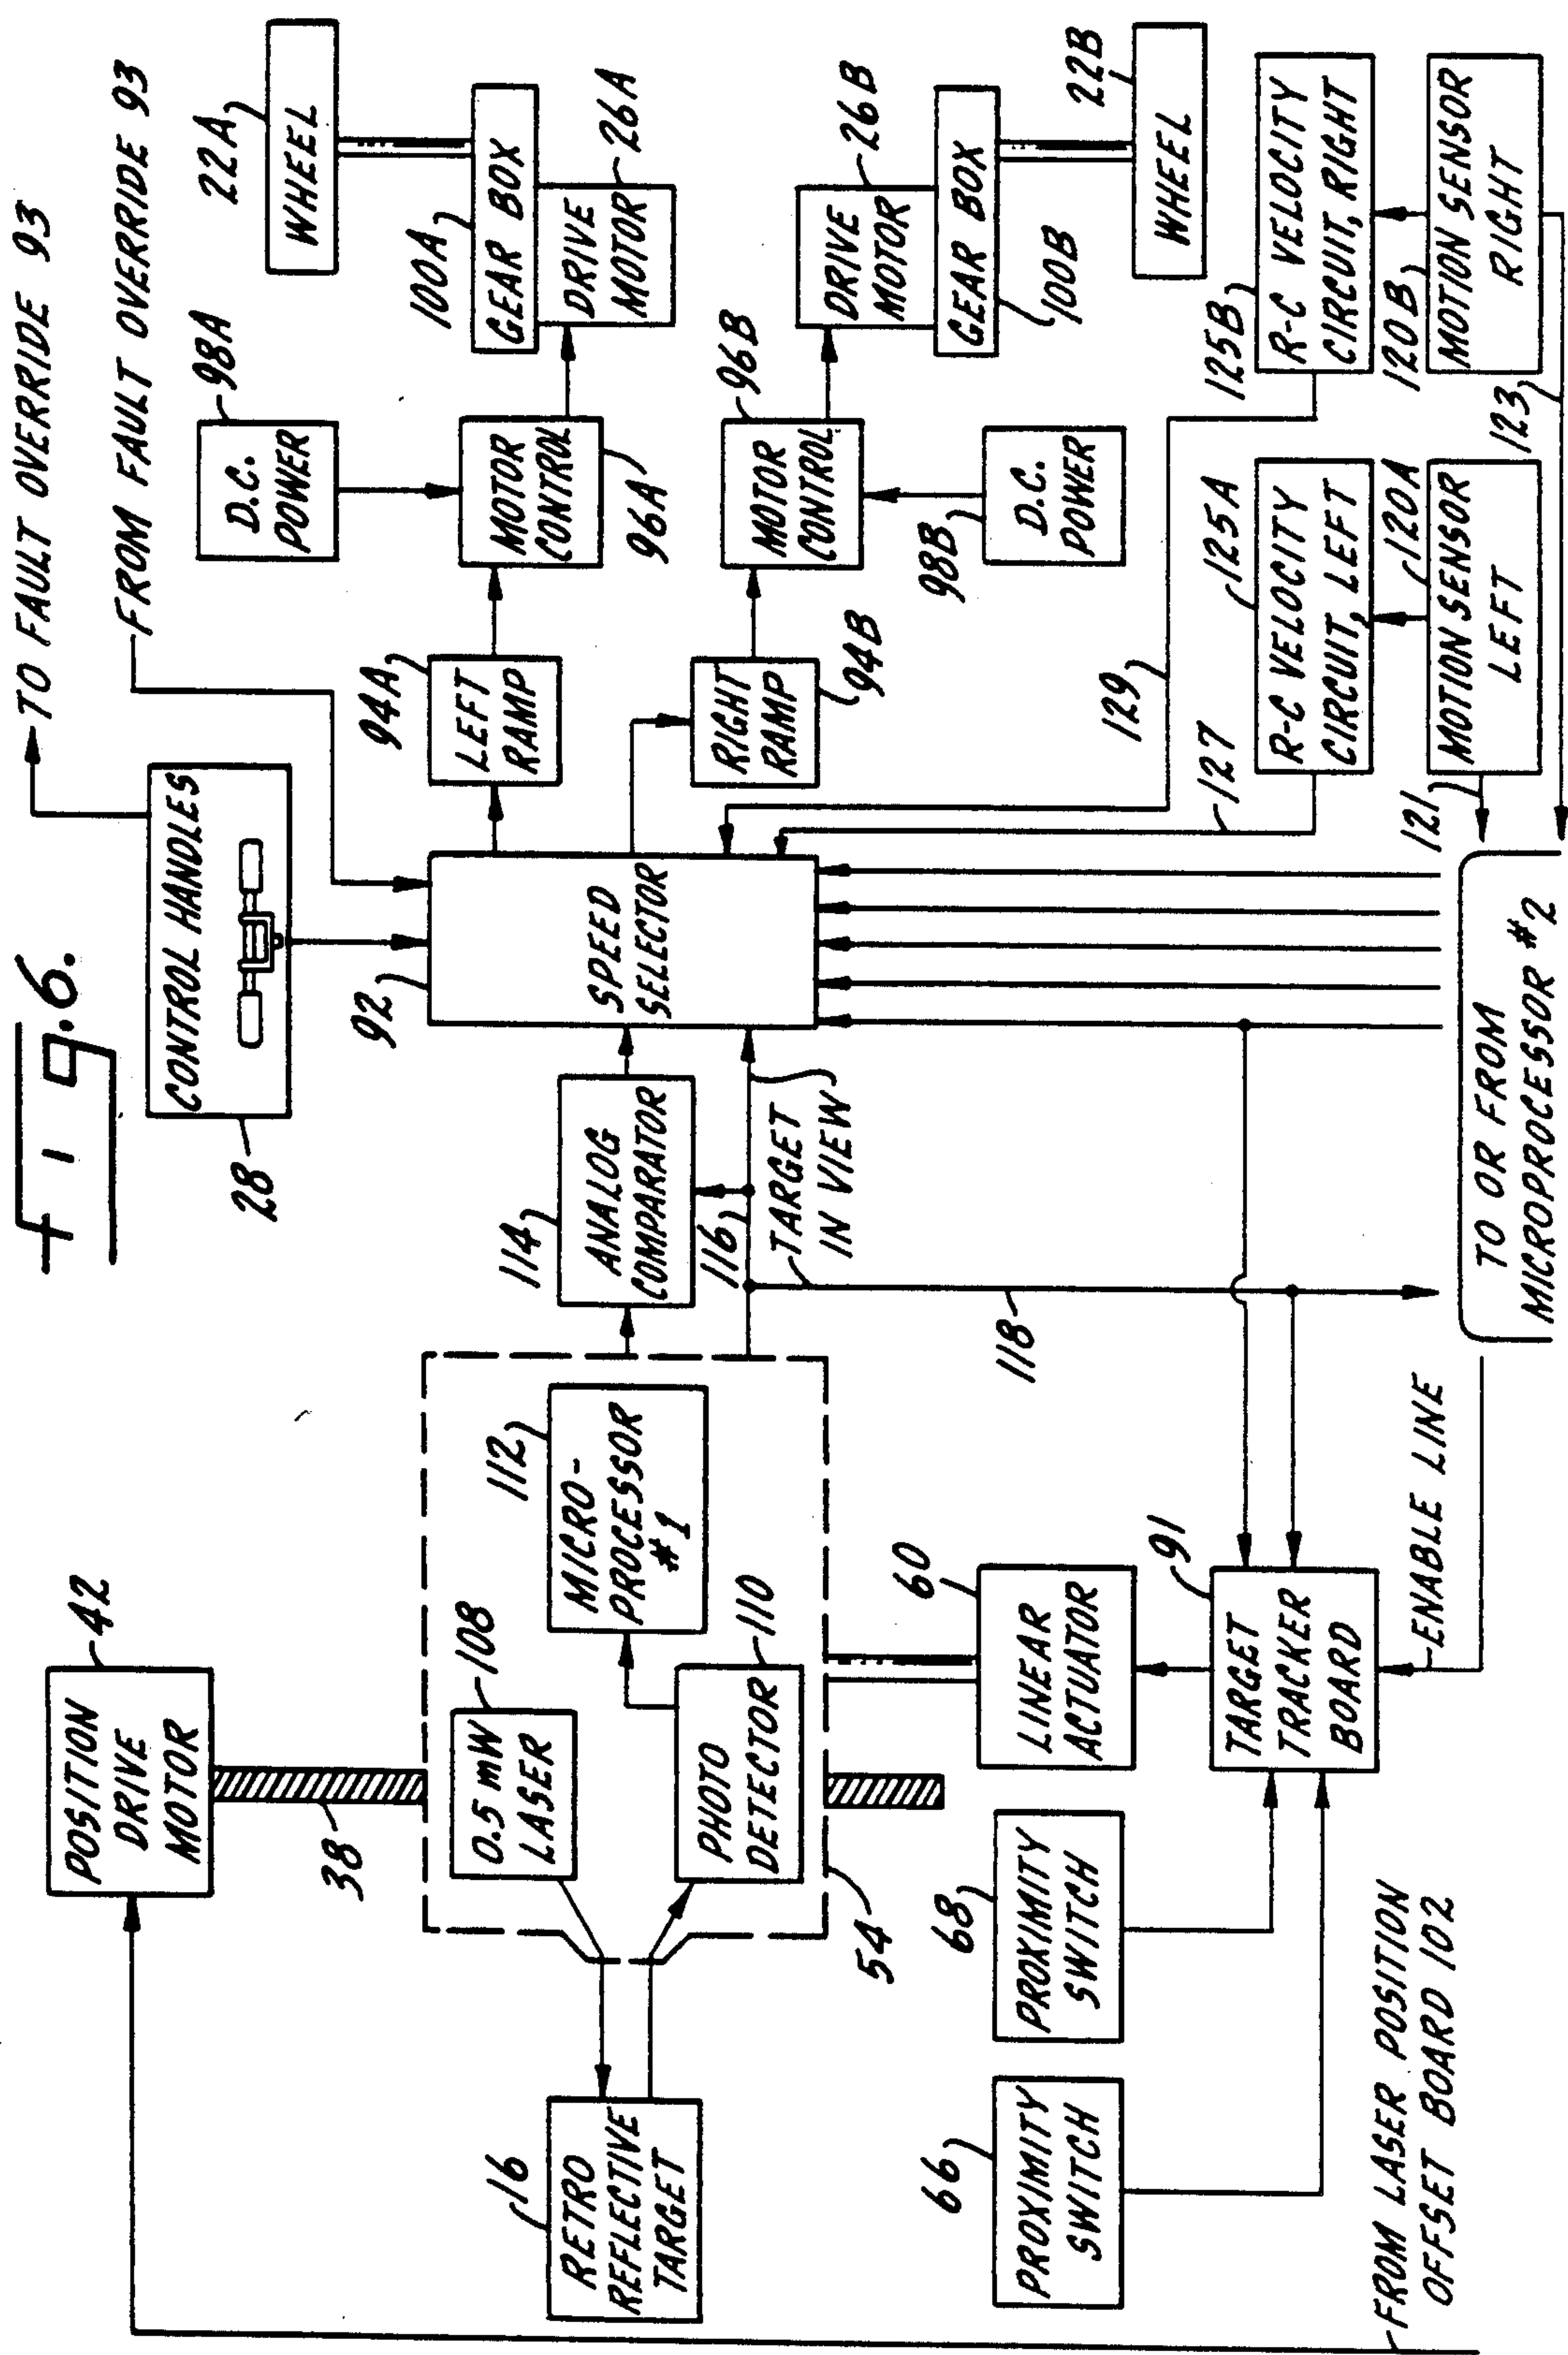 Fig. 6.
TO FAULT OVERRIDE 93
FROM FAULT OVERRIDE 93
CONTROL HANDLES
28
POSITION
DRIVE
MOTOR
42
38
98A
D.C.
POWER
22A
WHEEL
100A
GEAR BOX
DRIVE
MOTOR
26A
94A
LEFT
RAMP
MOTOR
CONTROL
96A
92
SPEED
SELECTOR
114
ANALOG
COMPARATOR
112
MICRO-
PROCESSOR
#1
108
0.5 mW
LASER
PHOTO
DETECTOR
110
54
16
RETRO
REFLECTIVE
TARGET
116
TARGET
IN VIEW
118
RIGHT
RAMP
94B
MOTOR
CONTROL
96B
DRIVE
MOTOR
26B
GEAR BOX
100B
98B
D.C.
POWER
WHEEL
22B
66
PROXIMITY
SWITCH
68
PROXIMITY
SWITCH
LINEAR
ACTUATOR
60
TARGET
TRACKER
BOARD
91
ENABLE LINE
129
127
R-C VELOCITY
CIRCUIT, LEFT
125A
R-C VELOCITY
CIRCUIT, RIGHT
125B
MOTION SENSOR
LEFT
120A
121
MOTION SENSOR
RIGHT
120B
123
TO OR FROM
MICROPROCESSOR #2
FROM LASER POSITION
OFFSET BOARD 102